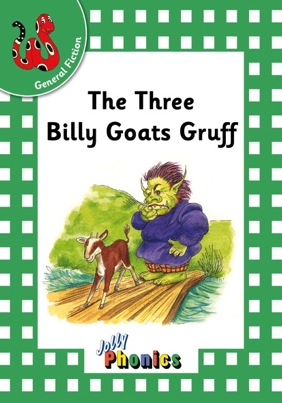 General Fiction
The Three
Billy Goats Gruff
Jolly
Phonics